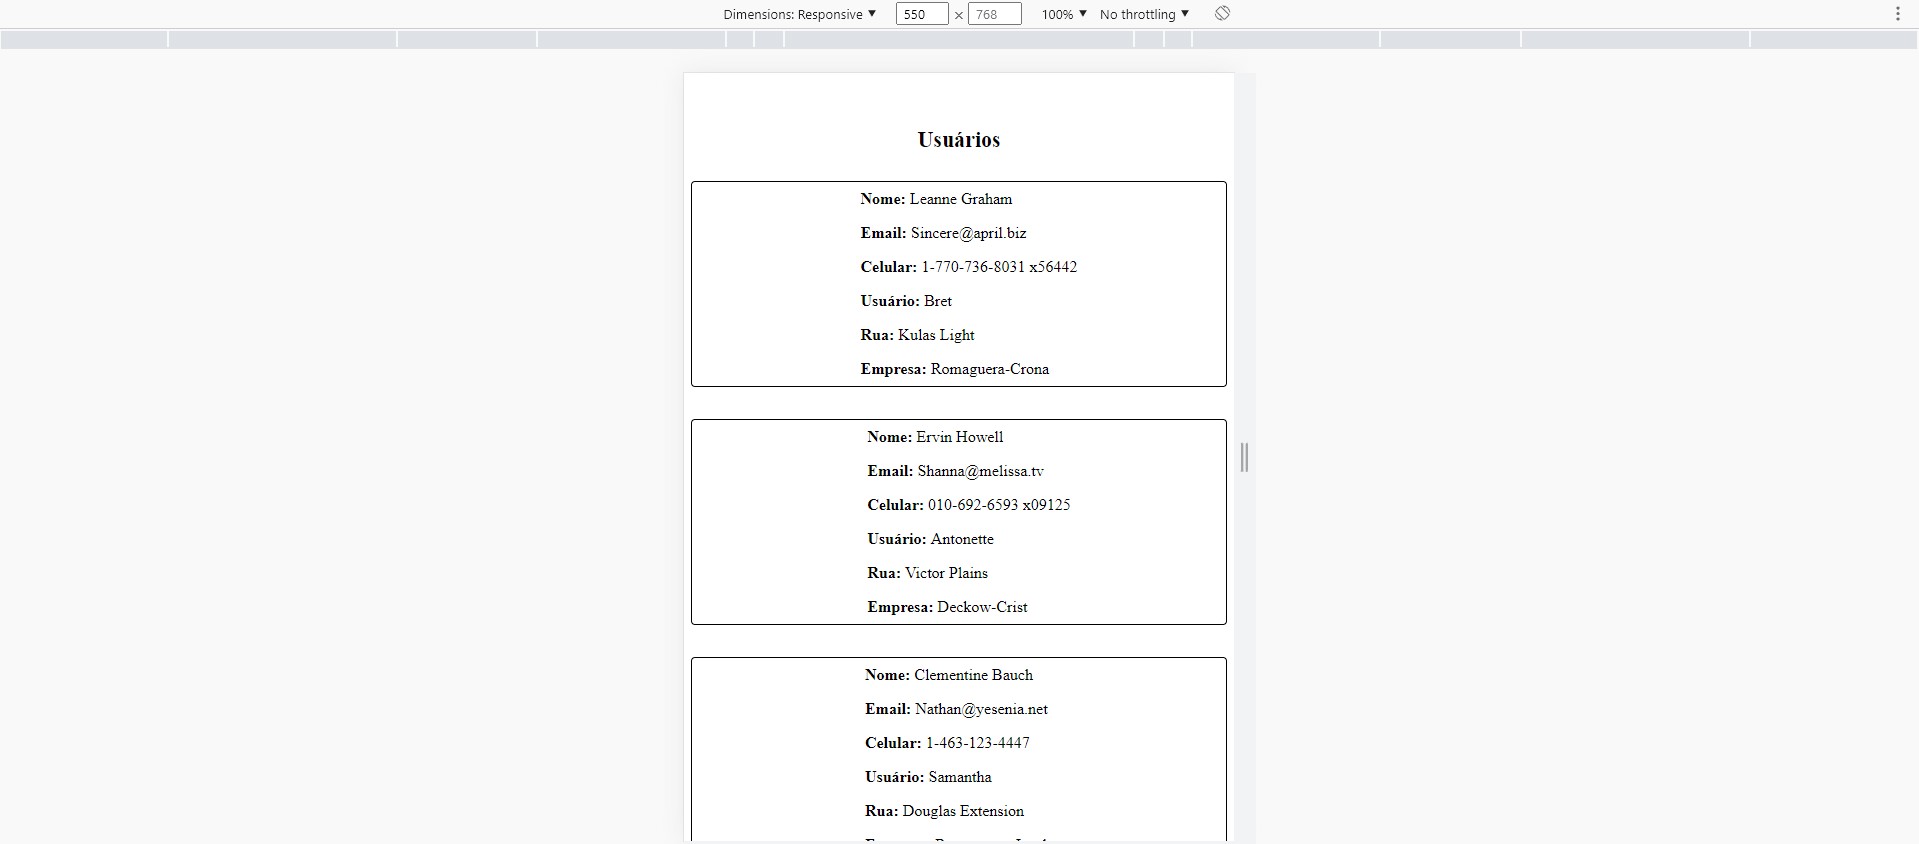 Dimensions: Responsive ▼ 550 × 768 100% ▼ No throttling ▼
Usuários
Nome: Leanne Graham
Email: Sincere@april.biz
Celular: 1-770-736-8031 x56442
Usuário: Bret
Rua: Kulas Light
Empresa: Romaguera-Crona
Nome: Ervin Howell
Email: Shanna@melissa.tv
Celular: 010-692-6593 x09125
Usuário: Antonette
Rua: Victor Plains
Empresa: Deckow-Crist
Nome: Clementine Bauch
Email: Nathan@yesenia.net
Celular: 1-463-123-4447
Usuário: Samantha
Rua: Douglas Extension